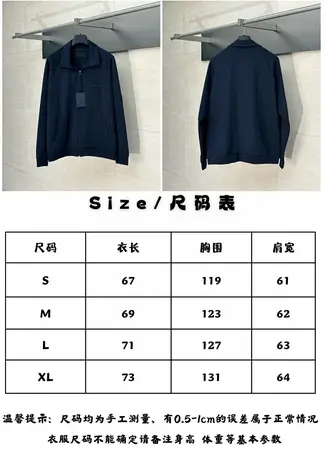 Size/尺码表
尺码 衣长 胸围 肩宽
S 67 119 61
M 69 123 62
L 71 127 63
XL 73 131 64
温馨提示：尺码均为手工测量、有0.5-1cm的误差属于正常情况
衣服尺码不能确定请备注身高 体重等基本参数